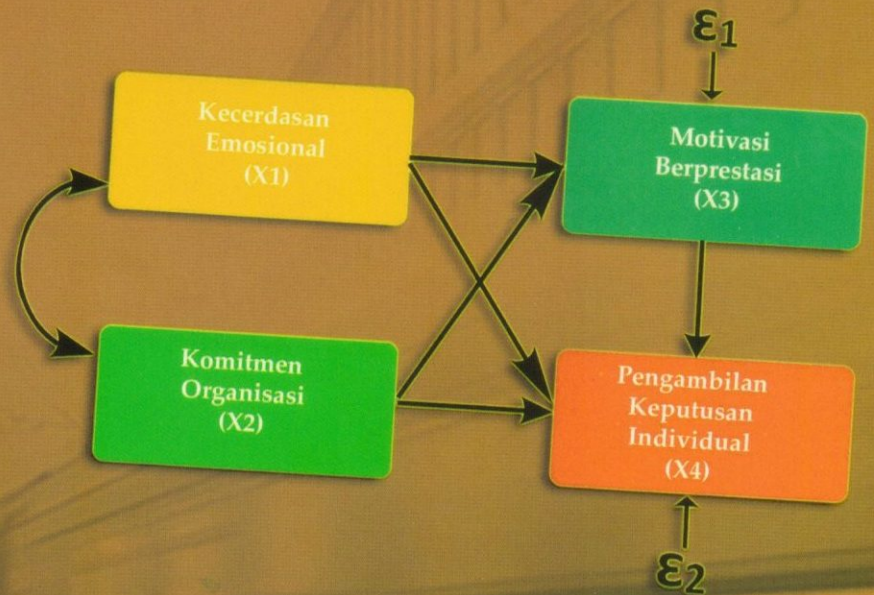 ε1
Kecerdasan
Emosional
(X1)
Motivasi
Berprestasi
(X3)
Komitmen
Organisasi
(X2)
Pengambilan
Keputusan
Individual
(X4)
ε2